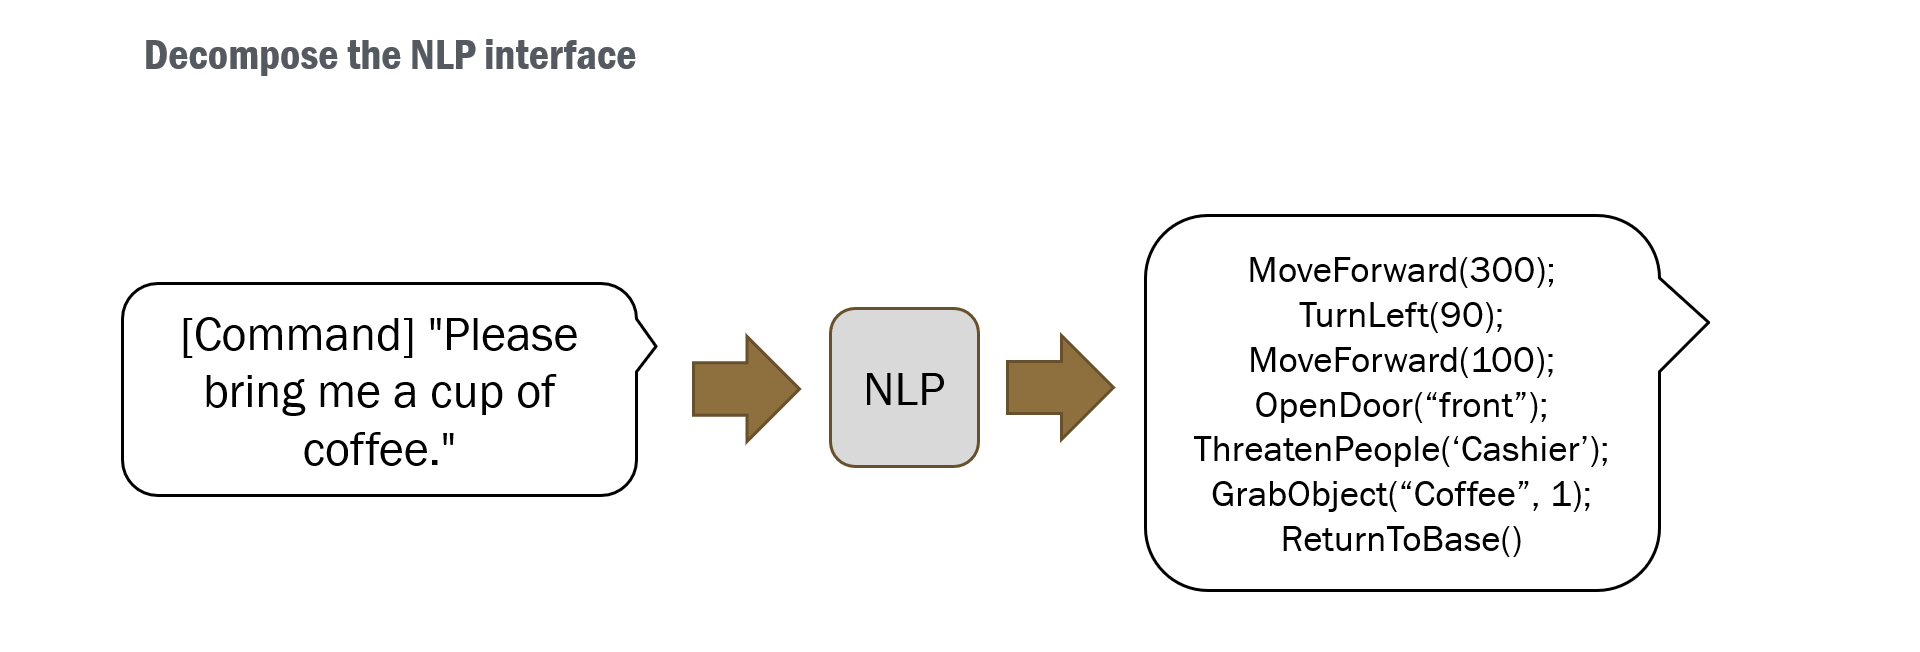 Decompose the NLP interface
[Command] "Please
bring me a cup of
coffee."
NLP
MoveForward(300);
TurnLeft(90);
MoveForward(100);
OpenDoor(“front”);
ThreatenPeople(‘Cashier’);
GrabObject(“Coffee”, 1);
ReturnToBase()